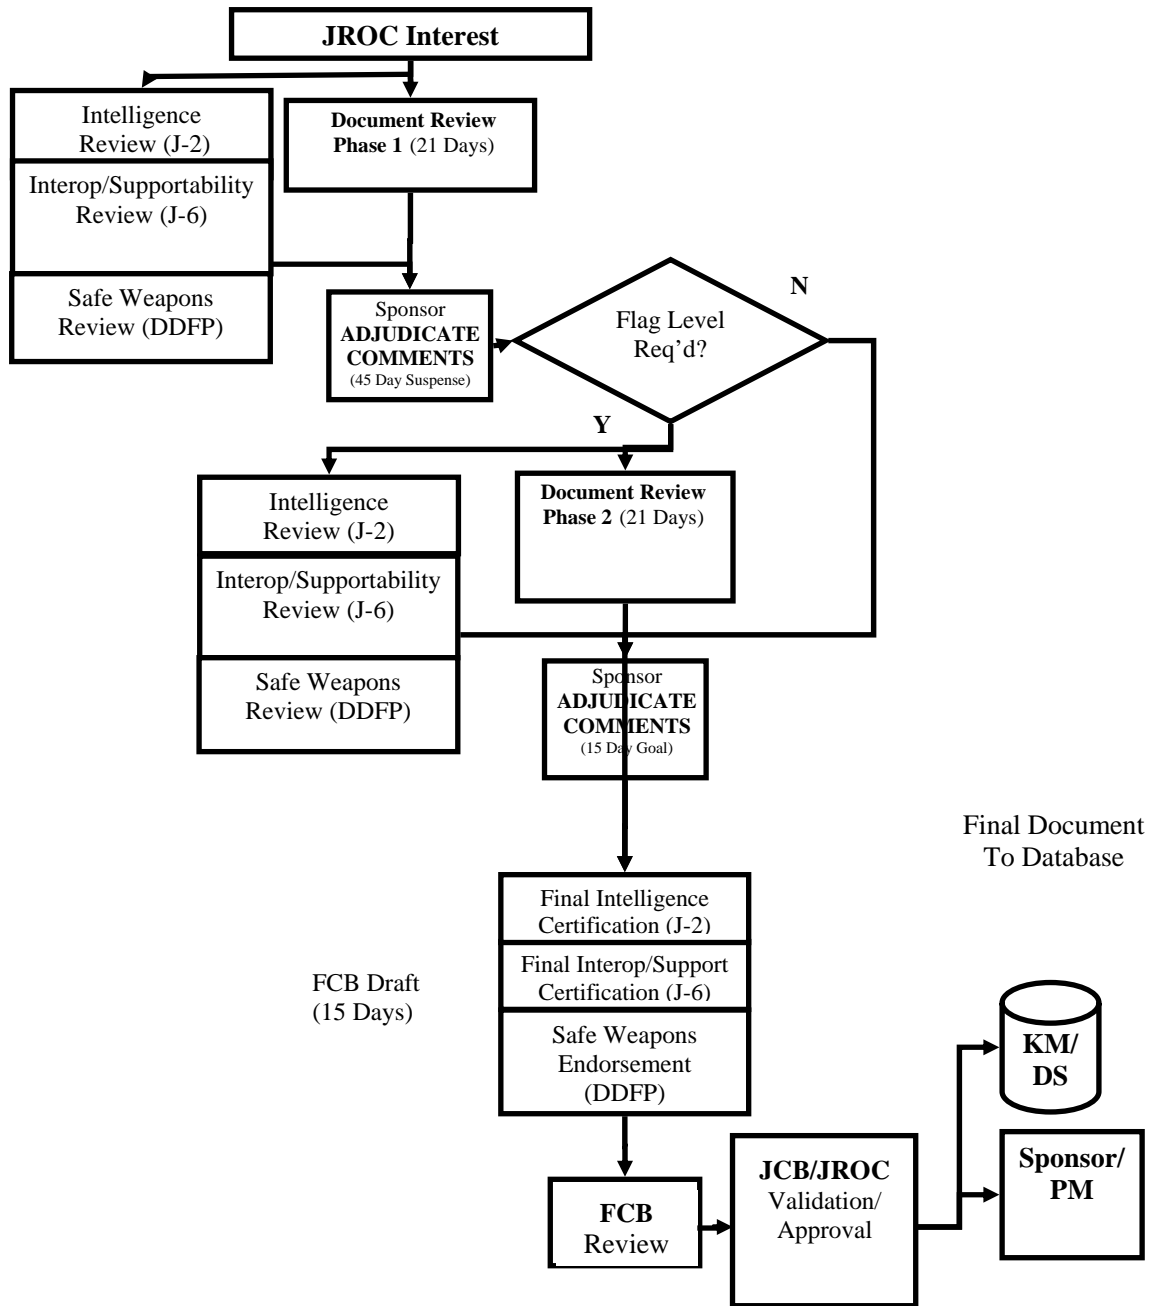 JROC Interest
Intelligence
Review (J-2)
Document Review
Phase 1 (21 Days)
Interop/Supportability
Review (J-6)
Safe Weapons
Review (DDFP)
Sponsor
ADJUDICATE
COMMENTS
(45 Day Suspense)
Flag Level
Req’d?
N
Y
Intelligence
Review (J-2)
Document Review
Phase 2 (21 Days)
Interop/Supportability
Review (J-6)
Safe Weapons
Review (DDFP)
Sponsor
ADJUDICATE
COMMENTS
(15 Day Goal)
Final Document
To Database
Final Intelligence
Certification (J-2)
Final Interop/Support
Certification (J-6)
FCB Draft
(15 Days)
Safe Weapons
Endorsement
(DDFP)
KM/
DS
FCB
Review
JCB/JROC
Validation/
Approval
Sponsor/
PM